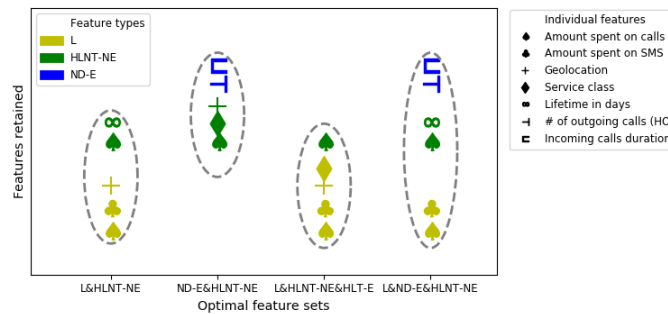 Feature types
L
HLNT-NE
ND-E
Individual features
Amount spent on calls
Amount spent on SMS
Geolocation
Service class
Lifetime in days
# of outgoing calls (HO
Incoming calls duration
Features retained
L&HLNT-NE
ND-E&HLNT-NE
L&HLNT-NE&HLT-E
L&ND-E&HLNT-NE
Optimal feature sets